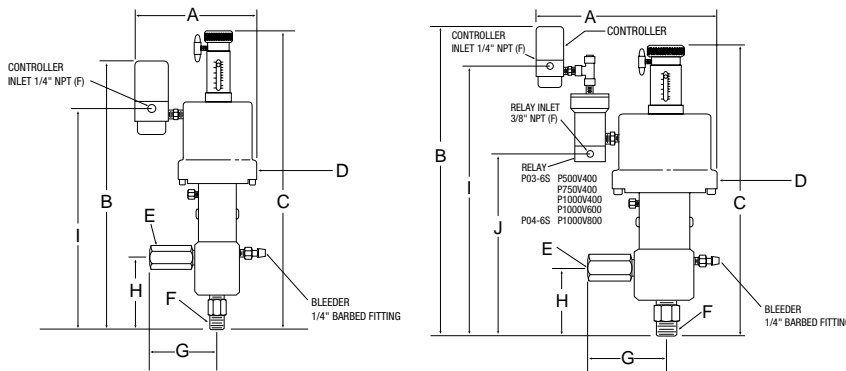 A
CONTROLLER
INLET 1/4" NPT (F)
B
I
C
D
E
H
F
G
BLEEDER
1/4" BARBED FITTING
A
CONTROLLER
INLET 1/4" NPT (F)
CONTROLLER
RELAY INLET
3/8" NPT (F)
RELAY
P03-6S P500V400
P750V400
P1000V400
P1000V600
P04-6S P1000V800
B
I
J
C
D
E
H
F
G
BLEEDER
1/4" BARBED FITTING